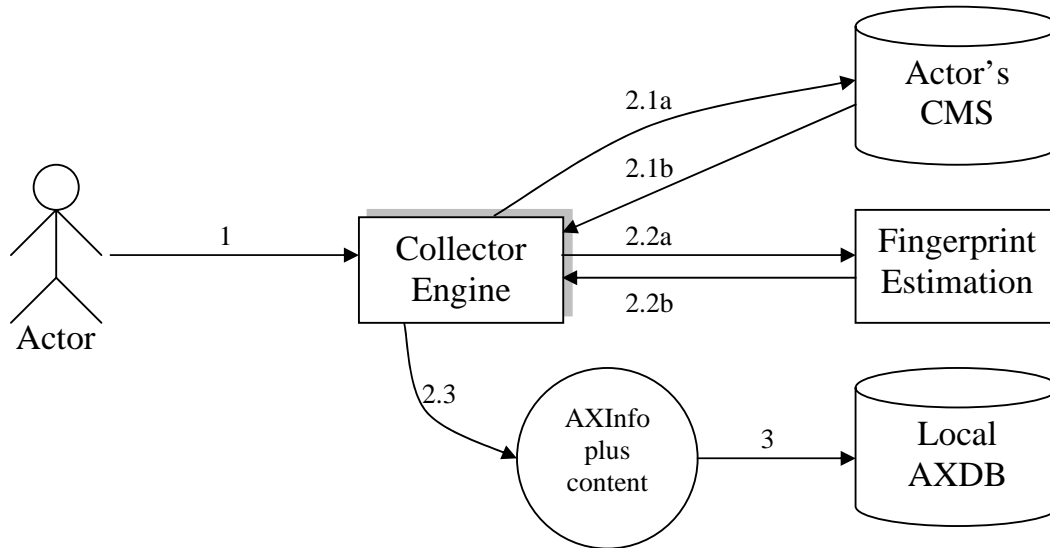 Actor's
CMS
2.1a
2.1b
1
Collector
Engine
2.2a
2.2b
Fingerprint
Estimation
Actor
2.3
AXInfo
plus
content
3
Local
AXDB